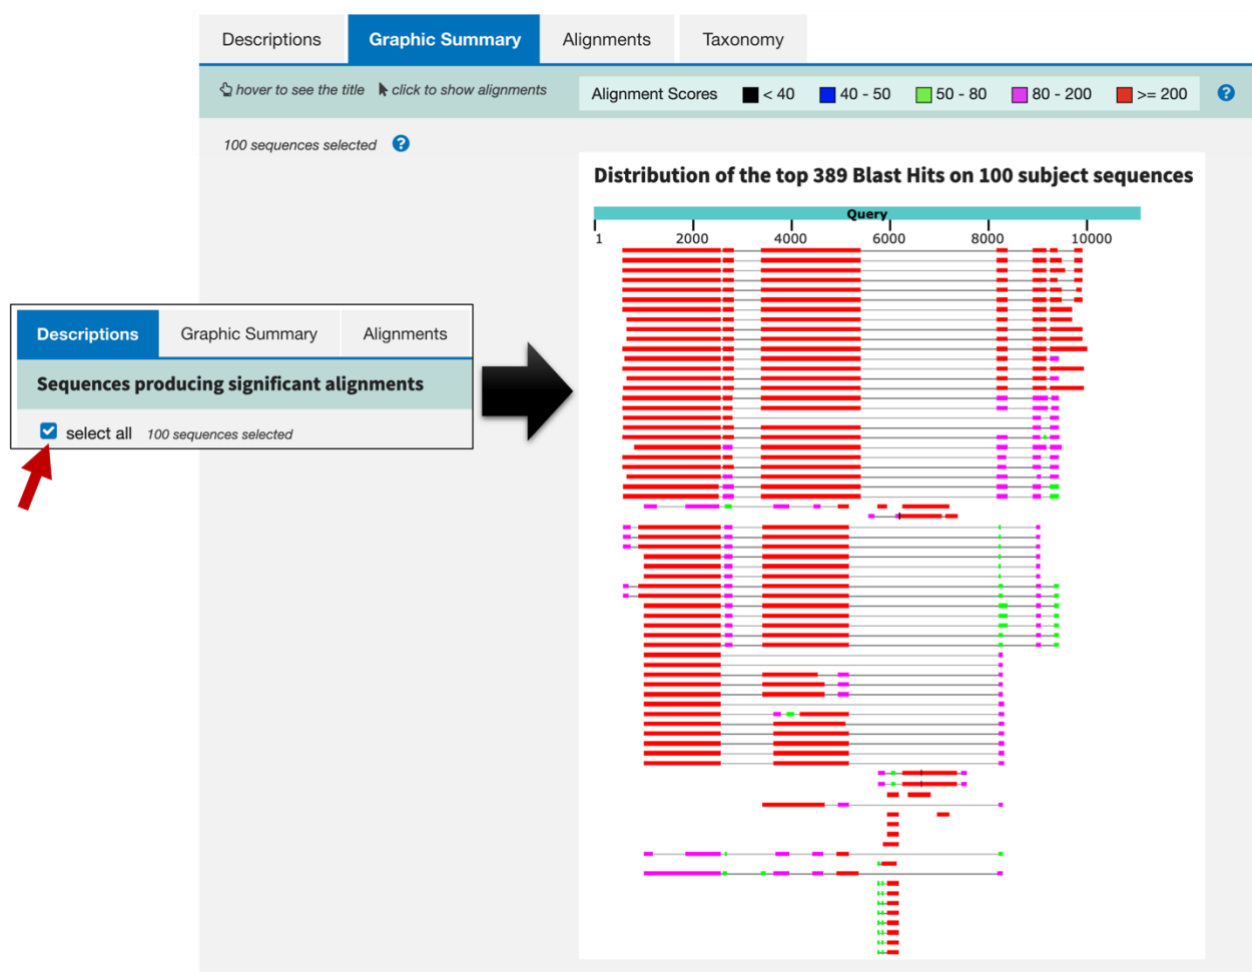 Descriptions Graphic Summary Alignments Taxonomy
hover to see the title click to show alignments Alignment Scores < 40 40 - 50 50 - 80 80 - 200 >= 200 ?
100 sequences selected ?
Distribution of the top 389 Blast Hits on 100 subject sequences
Query
1 2000 4000 6000 8000 10000
Descriptions Graphic Summary Alignments
Sequences producing significant alignments
select all 100 sequences selected